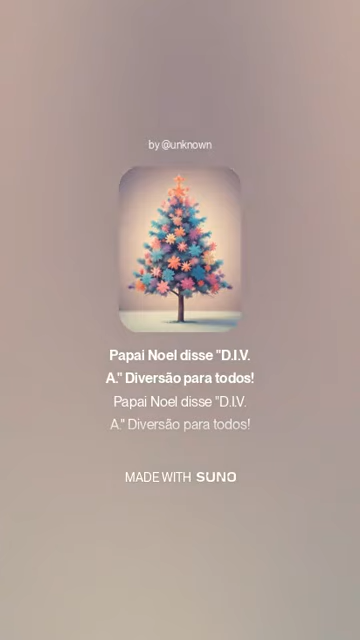 by @unknown
Papai Noel disse "D.I.V.
A." Diversão para todos!
Papai Noel disse "D.I.V.
A." Diversão para todos!
MADE WITH SUNO